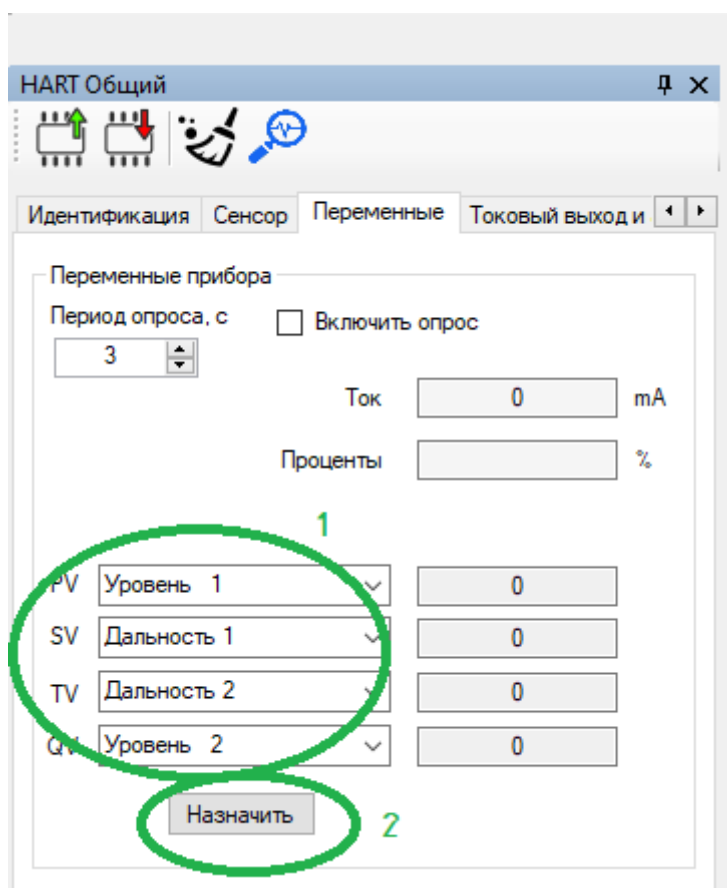 HART Общий
Идентификация Сенсор Переменные Токовый выход и
Переменные прибора
Период опроса, с Включить опрос
3
Ток 0 mA
Проценты %
1
PV Уровень 1 0
SV Дальность 1 0
TV Дальность 2 0
QV Уровень 2 0
Назначить 2